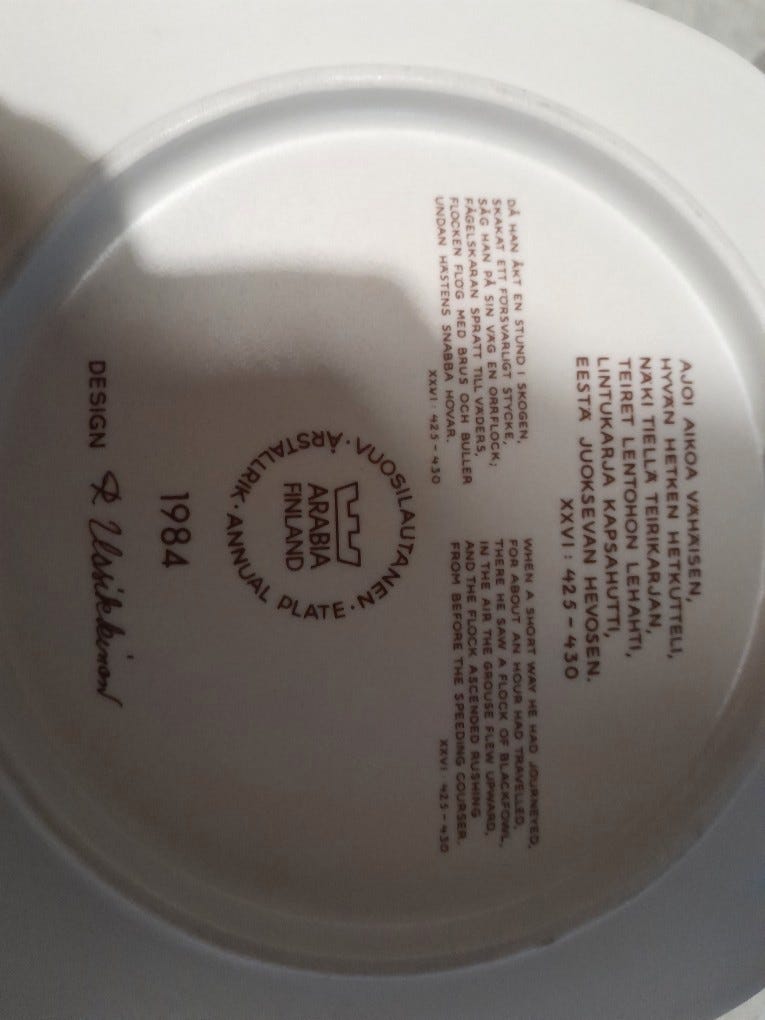 AJOI AIKOA VÄHÄISEN,
HYVÄN HETKEN HETKUTTELI,
NÄKI TIELLÄ TEIRIKARJAN,
TEIRET LENTOHON LEHAHTI,
LINTUKARJA KAPSAHUTTI,
EESTÄ JUOKSEVAN HEVOSEN.
XXVI: 425-430
DÅ HAN ÅKT EN STUND I SKOGEN,
SKAKAT ETT FÖRSVARLIGT STYCKE,
SÅG HAN PÅ SIN VÄG EN ORRFLOCK;
FÅGELSKARAN SPRATT TILL VÄDERS,
FLOCKEN FLÖG MED BRUS OCH BULLER
UNDAN HÄSTENS SNABBA HOVAR.
XXVI: 425-430
WHEN A SHORT WAY HE HAD JOURNEYED,
FOR ABOUT AN HOUR HAD TRAVELLED,
THERE HE SAW A FLOCK OF BLACKFOWL,
IN THE AIR THE GROUSE FLEW UPWARD,
AND THE FLOCK ASCENDED RUSHING
FROM BEFORE THE SPEEDING COURSER.
XXVI: 425-430
VUOSILAUTANEN · ANNUAL PLATE · ÅRSTALLRIK ·
ARABIA
FINLAND
1984
DESIGN R Uosikkinen